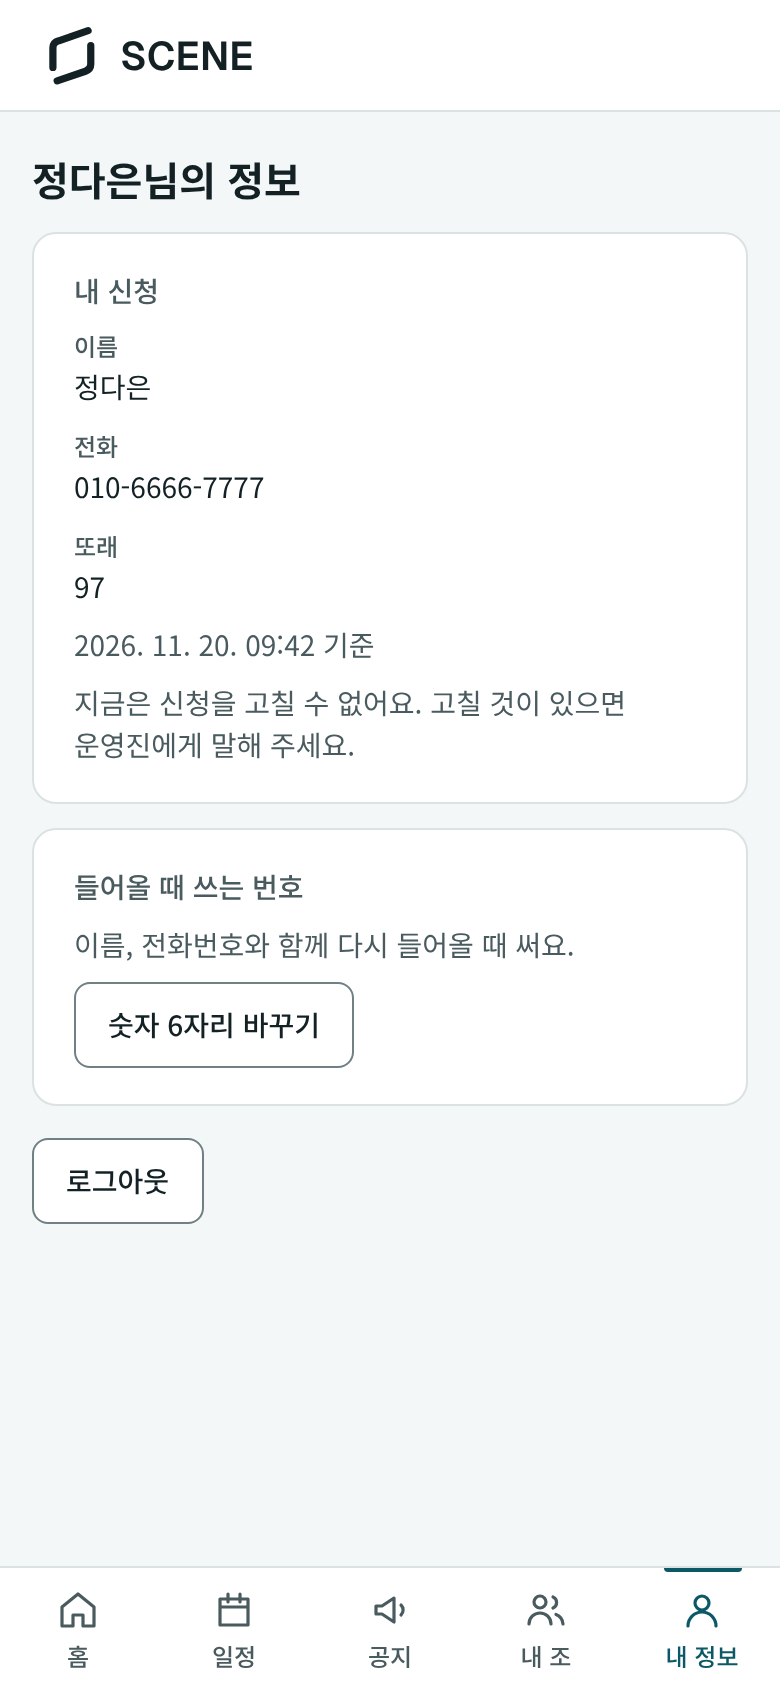 SCENE
정다은님의 정보
내 신청
이름
정다은
전화
010-6666-7777
또래
97
2026. 11. 20. 09:42 기준
지금은 신청을 고칠 수 없어요. 고칠 것이 있으면
운영진에게 말해 주세요.
들어올 때 쓰는 번호
이름, 전화번호와 함께 다시 들어올 때 써요.
숫자 6자리 바꾸기
로그아웃
홈
일정
공지
내 조
내 정보